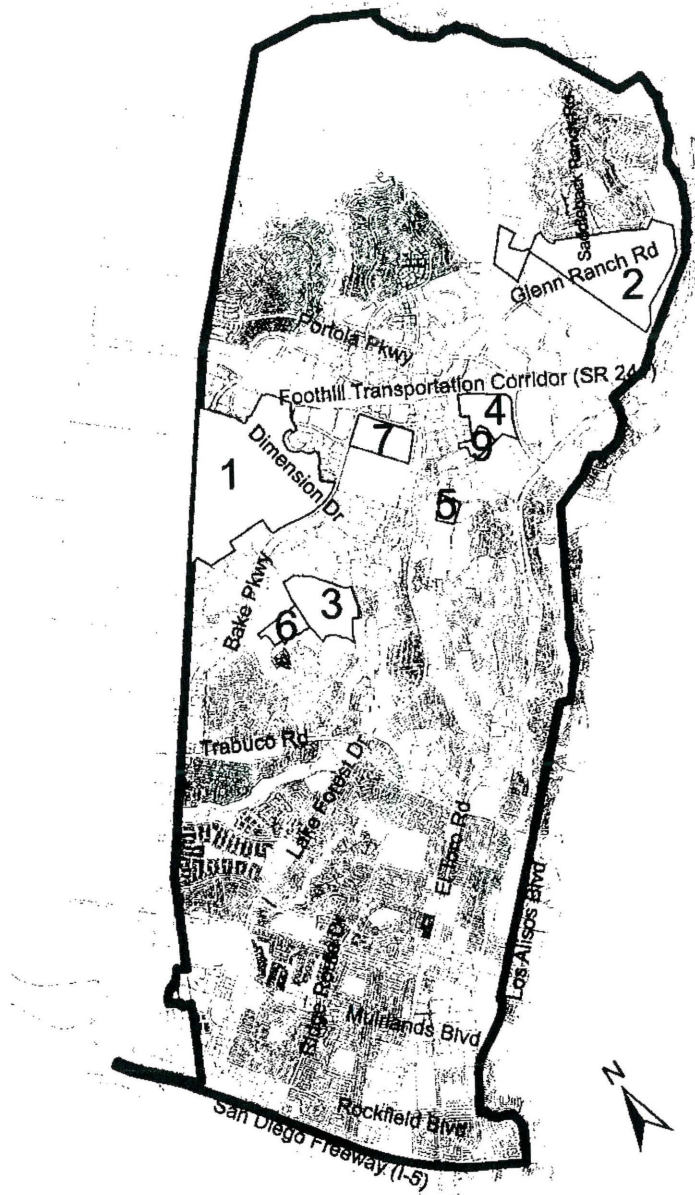 Saddleback Ranch Rd
Glenn Ranch Rd
2
Portola Pkwy
Foothill Transportation Corridor (SR 241)
4
7
9
Dimension Dr
1
5
Bake Pkwy
3
6
Trabuco Rd
Lake Forest Dr
El Toro Rd
Los Alisos Blvd
Ridge Route Dr
Muirlands Blvd
Rockfield Blvd
San Diego Freeway (I-5)
N